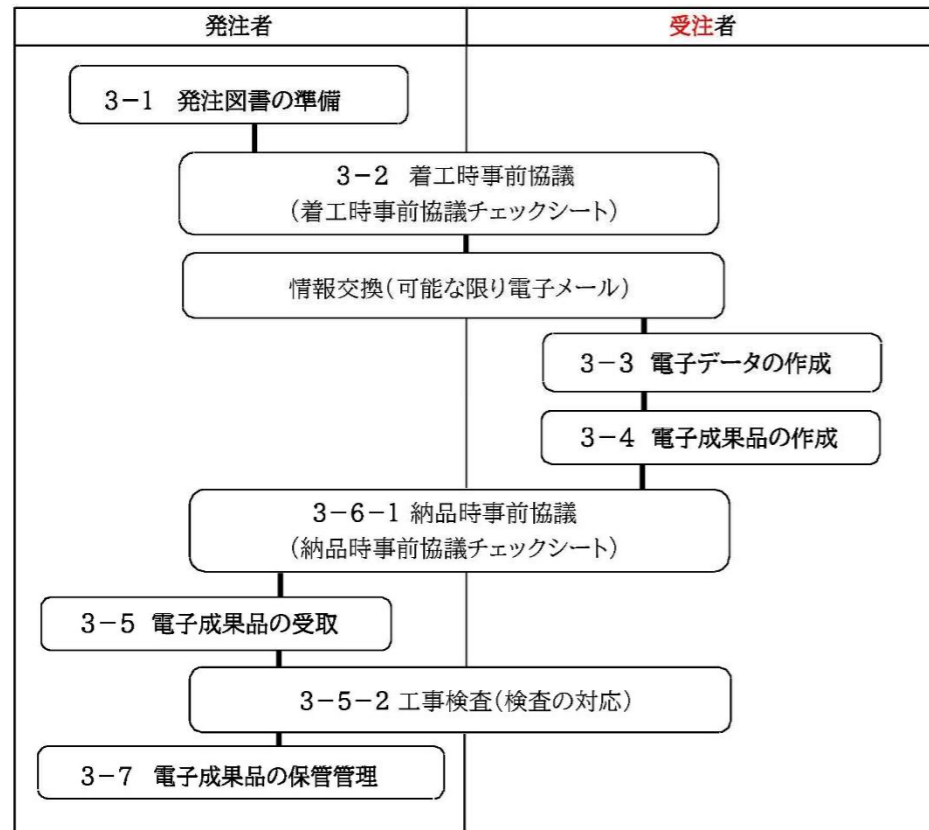 発注者
受注者
3-1 発注図書の準備
3-2 着工時事前協議
(着工時事前協議チェックシート)
情報交換(可能な限り電子メール)
3-3 電子データの作成
3-4 電子成果品の作成
3-6-1 納品時事前協議
(納品時事前協議チェックシート)
3-5 電子成果品の受取
3-5-2 工事検査(検査の対応)
3-7 電子成果品の保管管理